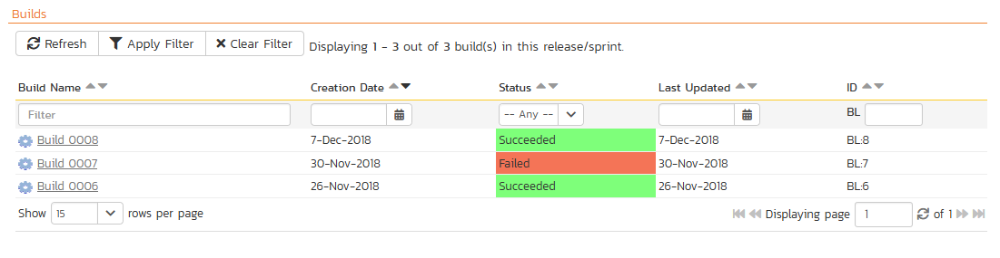 Builds
Refresh Apply Filter Clear Filter Displaying 1 - 3 out of 3 build(s) in this release/sprint.
Build Name Creation Date Status Last Updated ID
Filter -- Any -- BL
Build 0008 7-Dec-2018 Succeeded 7-Dec-2018 BL:8
Build 0007 30-Nov-2018 Failed 30-Nov-2018 BL:7
Build 0006 26-Nov-2018 Succeeded 26-Nov-2018 BL:6
Show 15 rows per page Displaying page 1 of 1